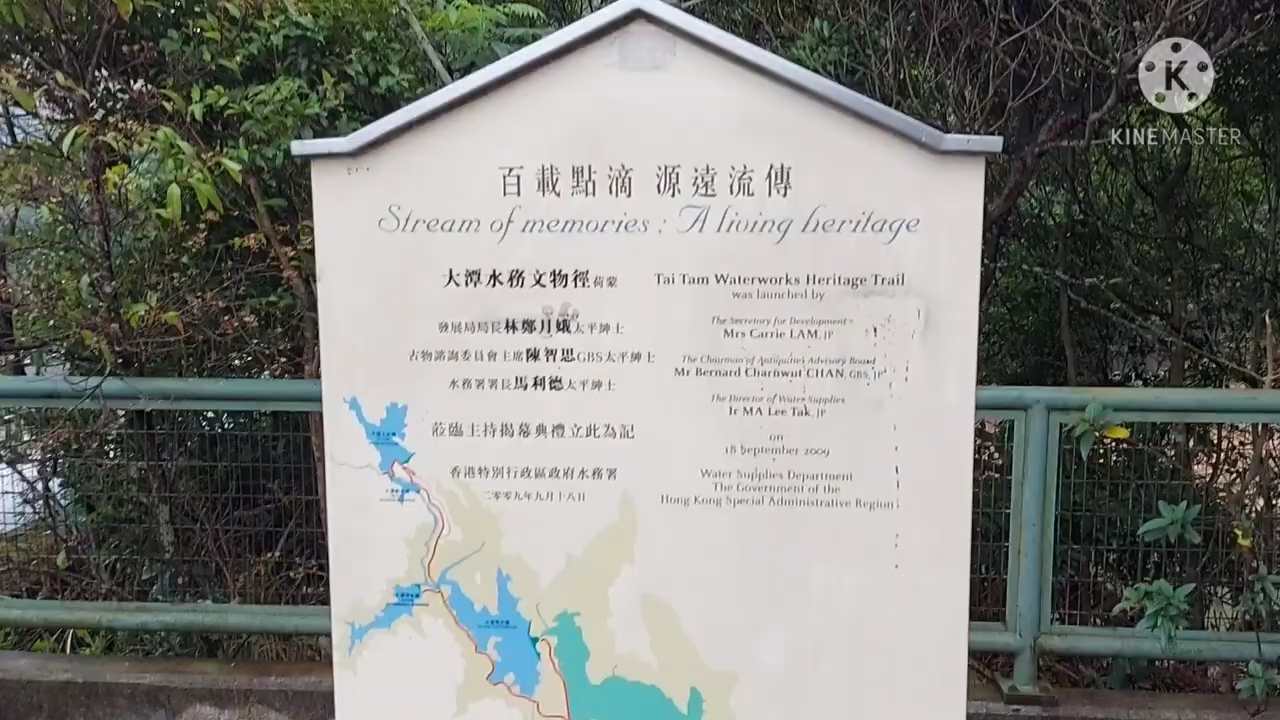 K
KINEMASTER
百載點滴 源遠流傳
Stream of memories : A living heritage
大潭水務文物徑荷蒙
發展局局長林鄭月娥太平紳士
古物諮詢委員會主席陳智思GBS太平紳士
水務署署長馬利德太平紳士
蒞臨主持揭幕典禮立此為記
香港特別行政區政府水務署
二零零九年九月十八日
Tai Tam Waterworks Heritage Trail
was launched by
The Secretary for Development
Mrs Carrie LAM, JP
The Chairman of Antiquities Advisory Board
Mr Bernard Charnwut CHAN, GBS, JP
The Director of Water Supplies
Ir MA Lee Tak, JP
on
18 September 2009
Water Supplies Department
The Government of the
Hong Kong Special Administrative Region